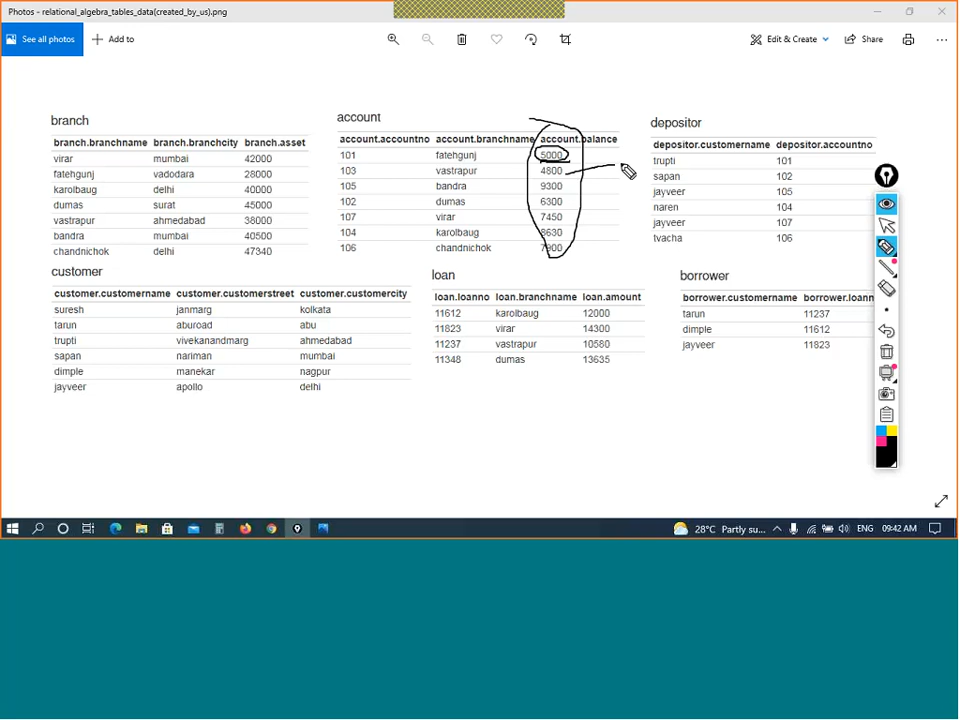 Photos - relational_algebra_tables_data(created_by_us).png
See all photos
Add to
Edit & Create
Share
branch
branch.branchname branch.branchcity branch.asset
virar mumbai 42000
fatehgunj vadodara 28000
karolbaug delhi 40000
dumas surat 45000
vastrapur ahmedabad 38000
bandra mumbai 40500
chandnichok delhi 47340
account
account.accountno account.branchname account.balance
101 fatehgunj 5000
103 vastrapur 4800
105 bandra 9300
102 dumas 6300
107 virar 7450
104 karolbaug 8630
106 chandnichok 7900
depositor
depositor.customername depositor.accountno
trupti 101
sapan 102
jayveer 105
naren 104
jayveer 107
tvacha 106
customer
customer.customername customer.customerstreet customer.customercity
suresh janmarg kolkata
tarun aburoad abu
trupti vivekanandmarg ahmedabad
sapan nariman mumbai
dimple manekar nagpur
jayveer apollo delhi
loan
loan.loanno loan.branchname loan.amount
11612 karolbaug 12000
11823 virar 14300
11237 vastrapur 10580
11348 dumas 13635
borrower
borrower.customername borrower.loann
tarun 11237
dimple 11612
jayveer 11823
28°C Partly su... ENG 09:42 AM